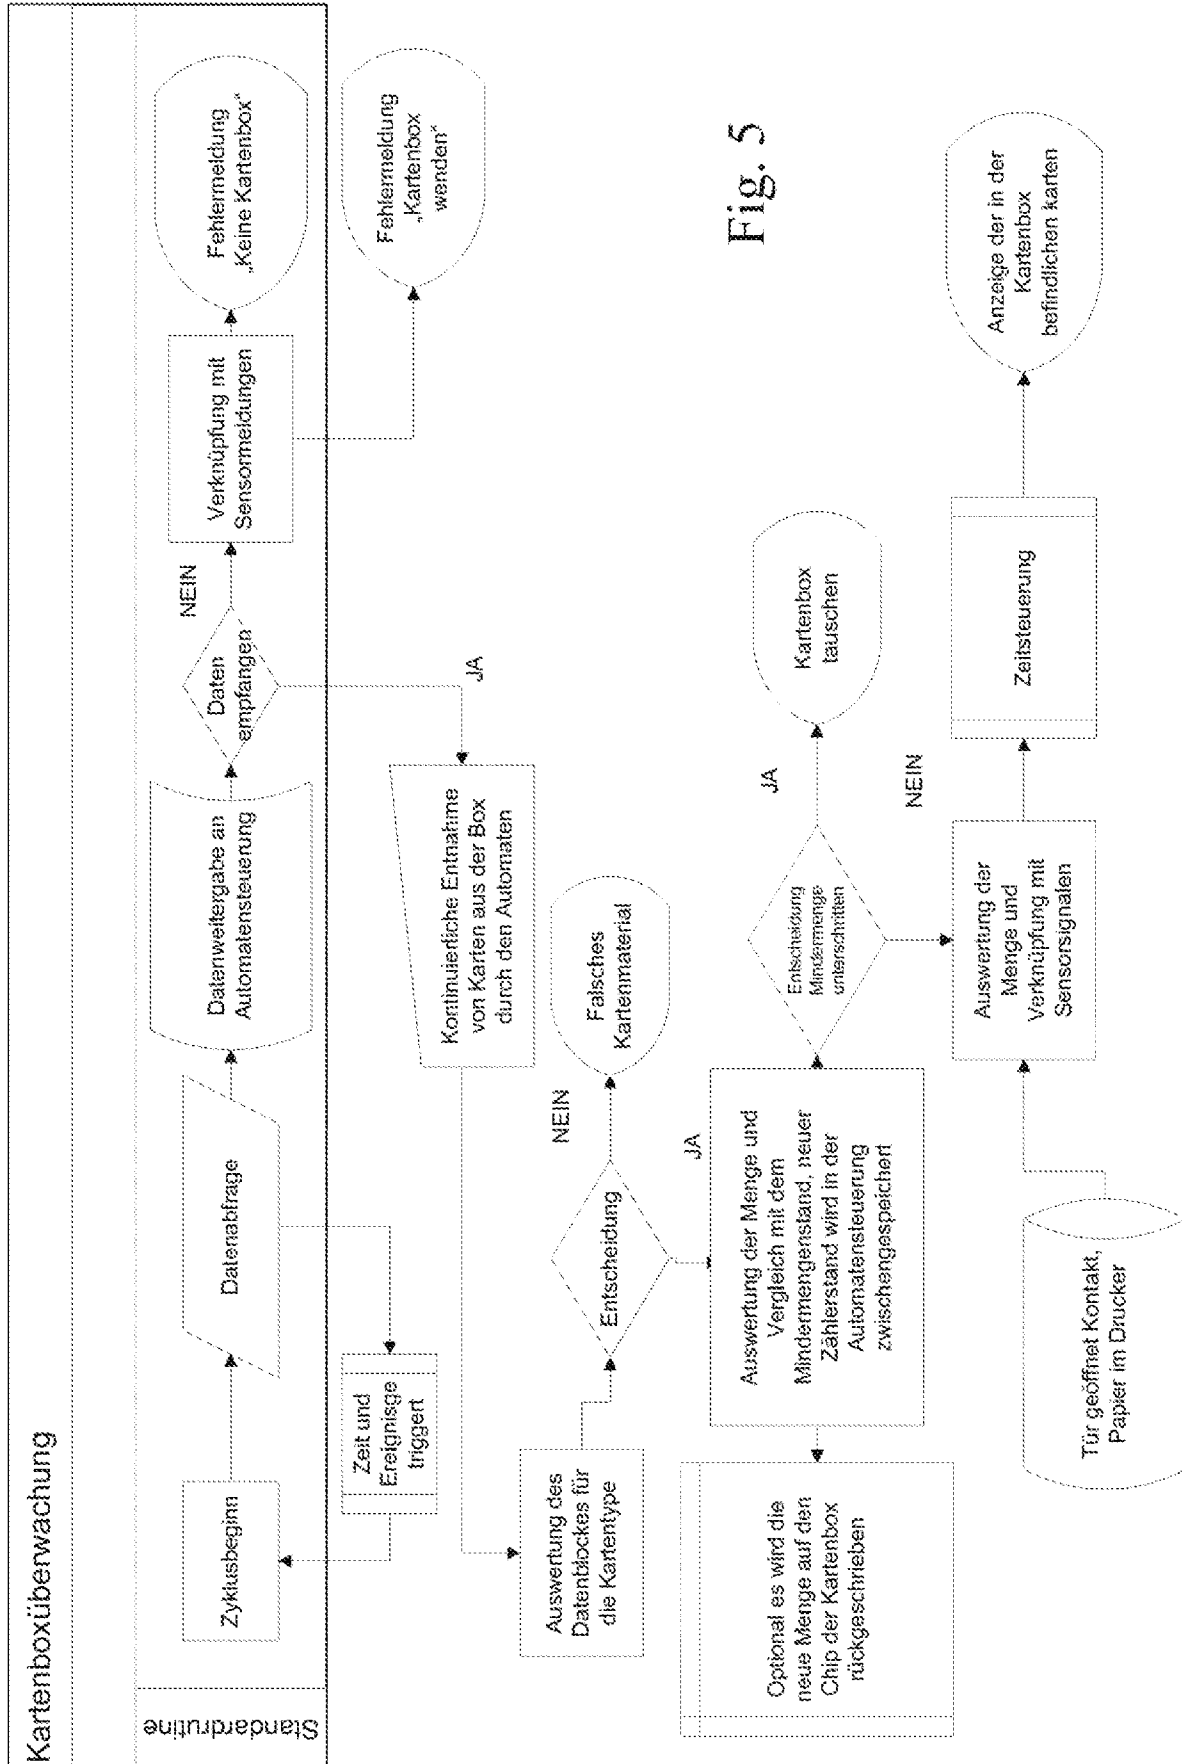 Kartenboxüberwachung
Standardrutine
Zyklusbeginn
Datenabfrage
Zeit und
Ereignisge
triggert
Datenweitergabe an
Automatensteuerung
Daten
empfangen
NEIN
Verknüpfung mit
Sensormeldungen
Fehlermeldung
„Keine Kartenbox“
Fehlermeldung
„Kartenbox
wenden“
JA
Kontinuierliche Entnahme
von Karten aus der Box
durch den Automaten
Auswertung des
Datenblockes für
die Kartentype
Entscheidung
NEIN
Falsches
Kartenmaterial
JA
Auswertung der Menge und
Vergleich mit dem
Mindermengenstand, neuer
Zählerstand wird in der
Automatensteuerung
zwischengespeichert
Optional es wird die
neue Menge auf den
Chip der Kartenbox
rückgeschrieben
Entscheidung
Mindermenge
unterschritten
JA
Kartenbox
tauschen
NEIN
Auswertung der
Menge und
Verknüpfung mit
Sensorsignalen
Tür geöffnet Kontakt,
Papier im Drucker
Zeitsteuerung
Anzeige der in der
Kartenbox
befindlichen karten
Fig. 5